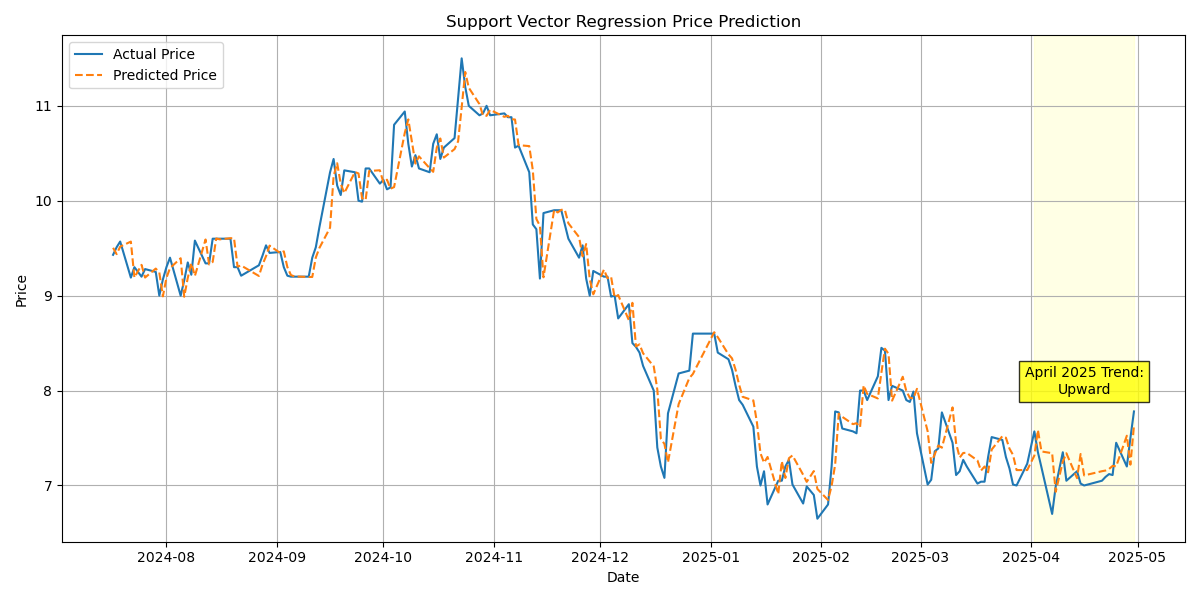 Support Vector Regression Price Prediction
Actual Price
Predicted Price
Price
11
10
9
8
7
April 2025 Trend:
Upward
2024-08 2024-09 2024-10 2024-11 2024-12 2025-01 2025-02 2025-03 2025-04 2025-05
Date